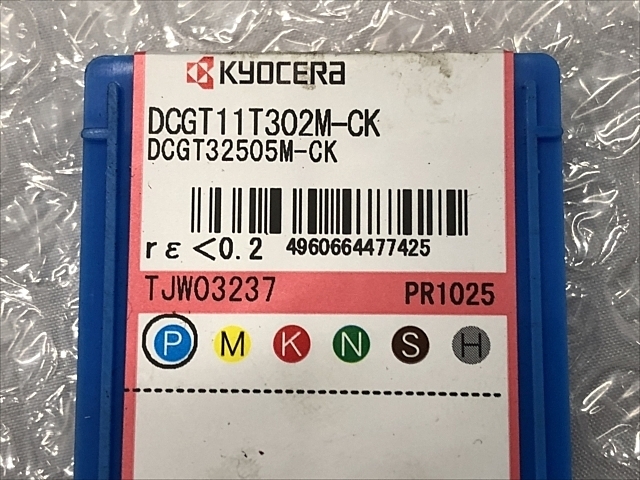 KYOCERA
DCGT11T302M-CK
DCGT32505M-CK
rε<0.2 4960664477425
TJW03237 PR1025
P M K N S H